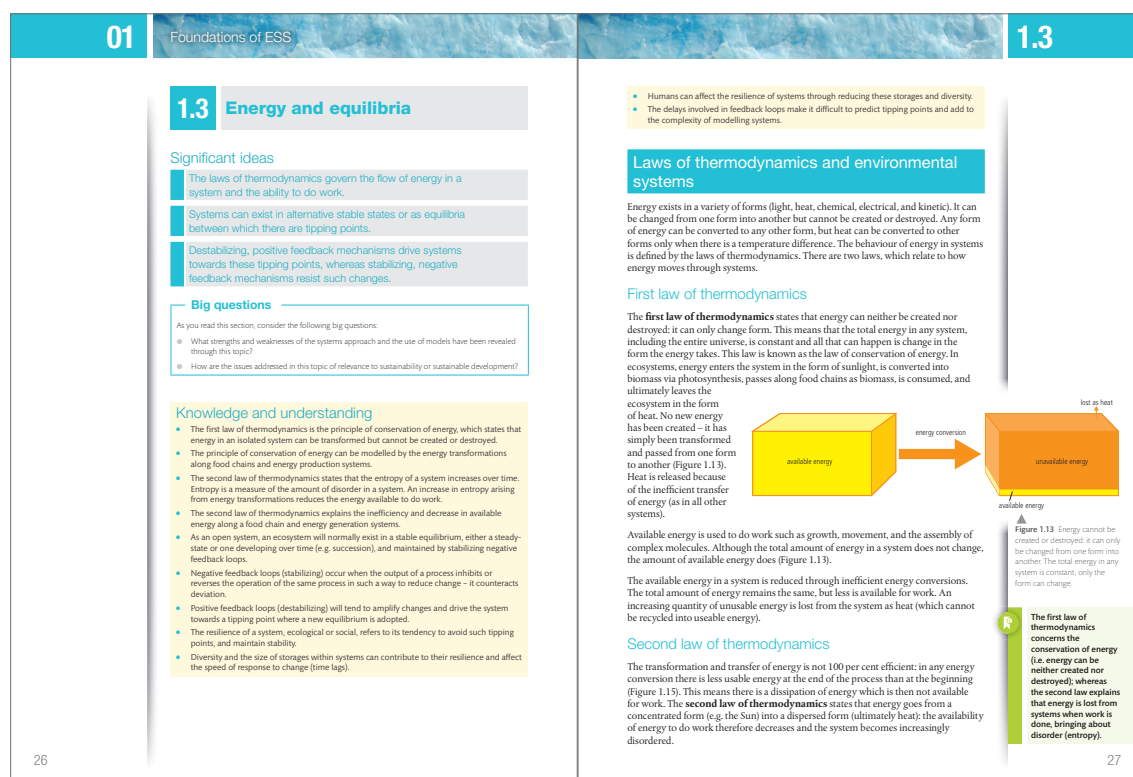 01
Foundations of ESS
1.3
Energy and equilibria
Significant ideas
The laws of thermodynamics govern the flow of energy in a
system and the ability to do work.
Systems can exist in alternative stable states or as equilibria
between which there are tipping points.
Destabilizing, positive feedback mechanisms drive systems
towards these tipping points, whereas stabilizing, negative
feedback mechanisms resist such changes.
Big questions
As you read this section, consider the following big questions:
● What strengths and weaknesses of the systems approach and the use of models have been revealed
through this topic?
● How are the issues addressed in this topic of relevance to sustainability or sustainable development?
Knowledge and understanding
● The first law of thermodynamics is the principle of conservation of energy, which states that
energy in an isolated system can be transformed but cannot be created or destroyed.
● The principle of conservation of energy can be modelled by the energy transformations
along food chains and energy production systems.
● The second law of thermodynamics states that the entropy of a system increases over time.
Entropy is a measure of the amount of disorder in a system. An increase in entropy arising
from energy transformations reduces the energy available to do work.
● The second law of thermodynamics explains the inefficiency and decrease in available
energy along a food chain and energy generation systems.
● As an open system, an ecosystem will normally exist in a stable equilibrium, either a steady-
state or one developing over time (e.g. succession), and maintained by stabilizing negative
feedback loops.
● Negative feedback loops (stabilizing) occur when the output of a process inhibits or
reverses the operation of the same process in such a way to reduce change – it counteracts
deviation.
● Positive feedback loops (destabilizing) will tend to amplify changes and drive the system
towards a tipping point where a new equilibrium is adopted.
● The resilience of a system, ecological or social, refers to its tendency to avoid such tipping
points, and maintain stability.
● Diversity and the size of storages within systems can contribute to their resilience and affect
the speed of response to change (time lags).
26
1.3
● Humans can affect the resilience of systems through reducing these storages and diversity.
● The delays involved in feedback loops make it difficult to predict tipping points and add to
the complexity of modelling systems.
Laws of thermodynamics and environmental
systems
Energy exists in a variety of forms (light, heat, chemical, electrical, and kinetic). It can
be changed from one form into another but cannot be created or destroyed. Any form
of energy can be converted to any other form, but heat can be converted to other
forms only when there is a temperature difference. The behaviour of energy in systems
is defined by the laws of thermodynamics. There are two laws, which relate to how
energy moves through systems.
First law of thermodynamics
The first law of thermodynamics states that energy can neither be created nor
destroyed: it can only change form. This means that the total energy in any system,
including the entire universe, is constant and all that can happen is change in the
form the energy takes. This law is known as the law of conservation of energy. In
ecosystems, energy enters the system in the form of sunlight, is converted into
biomass via photosynthesis, passes along food chains as biomass, is consumed, and
ultimately leaves the
ecosystem in the form
of heat. No new energy
has been created – it has
simply been transformed
and passed from one form
to another (Figure 1.13).
Heat is released because
of the inefficient transfer
of energy (as in all other
systems).
available energy
energy conversion
lost as heat
unavailable energy
available energy
Figure 1.13 Energy cannot be
created or destroyed: it can only
be changed from one form into
another. The total energy in any
system is constant, only the
form can change.
Available energy is used to do work such as growth, movement, and the assembly of
complex molecules. Although the total amount of energy in a system does not change,
the amount of available energy does (Figure 1.13).
The available energy in a system is reduced through inefficient energy conversions.
The total amount of energy remains the same, but less is available for work. An
increasing quantity of unusable energy is lost from the system as heat (which cannot
be recycled into useable energy).
Second law of thermodynamics
The transformation and transfer of energy is not 100 per cent efficient: in any energy
conversion there is less usable energy at the end of the process than at the beginning
(Figure 1.15). This means there is a dissipation of energy which is then not available
for work. The second law of thermodynamics states that energy goes from a
concentrated form (e.g. the Sun) into a dispersed form (ultimately heat): the availability
of energy to do work therefore decreases and the system becomes increasingly
disordered.
The first law of
thermodynamics
concerns the
conservation of energy
(i.e. energy can be
neither created nor
destroyed); whereas
the second law explains
that energy is lost from
systems when work is
done, bringing about
disorder (entropy).
27